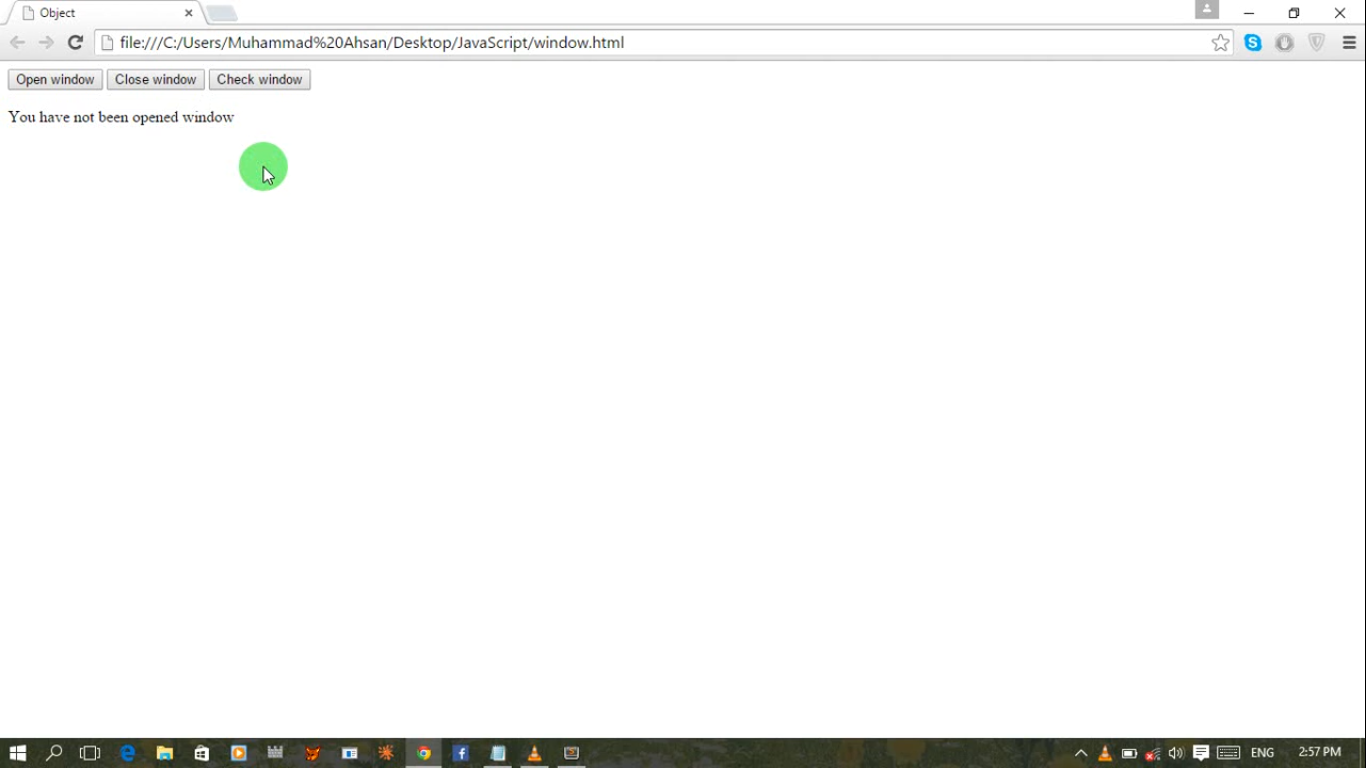 Object
file:///C:/Users/Muhammad%20Ahsan/Desktop/JavaScript/window.html
Open window Close window Check window
You have not been opened window
ENG 2:57 PM